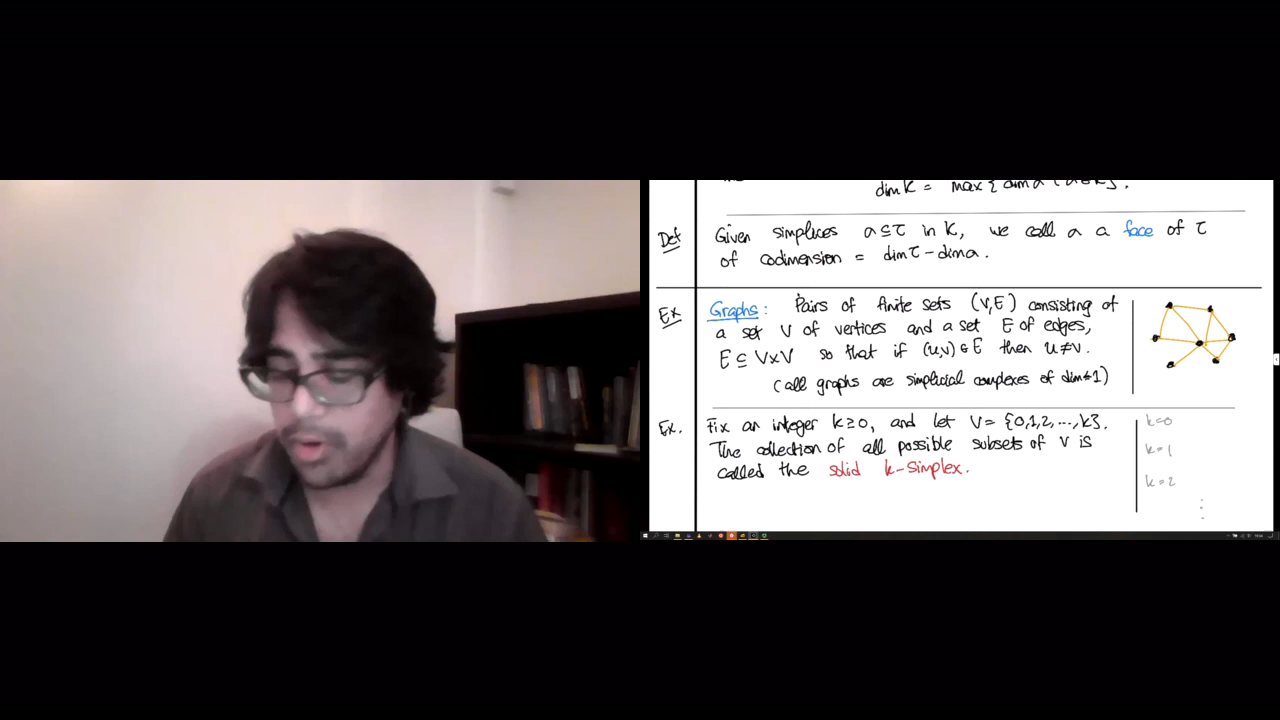 dim K = max { dim α | α ∈ K } .
Def Given simplices α ⊆ τ in K, we call α a face of τ
of codimension = dim τ - dim α .
Ex Graphs : Pairs of finite sets (V,E) consisting of
a set V of vertices and a set E of edges,
E ⊆ V×V so that if (u,v) ∈ E then u ≠ v.
(all graphs are simplicial complexes of dim ≤ 1)
Ex. Fix an integer k ≥ 0, and let V = {0,1,2, ..., k}.
The collection of all possible subsets of V is
called the solid k-simplex.
k=0
k=1
k=2
⋮